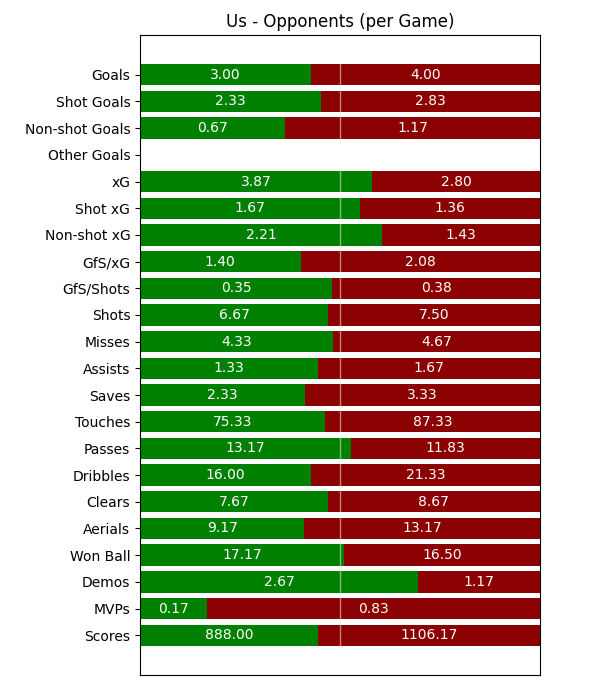 Us - Opponents (per Game)
Goals 3.00 4.00
Shot Goals 2.33 2.83
Non-shot Goals 0.67 1.17
Other Goals
xG 3.87 2.80
Shot xG 1.67 1.36
Non-shot xG 2.21 1.43
GfS/xG 1.40 2.08
GfS/Shots 0.35 0.38
Shots 6.67 7.50
Misses 4.33 4.67
Assists 1.33 1.67
Saves 2.33 3.33
Touches 75.33 87.33
Passes 13.17 11.83
Dribbles 16.00 21.33
Clears 7.67 8.67
Aerials 9.17 13.17
Won Ball 17.17 16.50
Demos 2.67 1.17
MVPs 0.17 0.83
Scores 888.00 1106.17